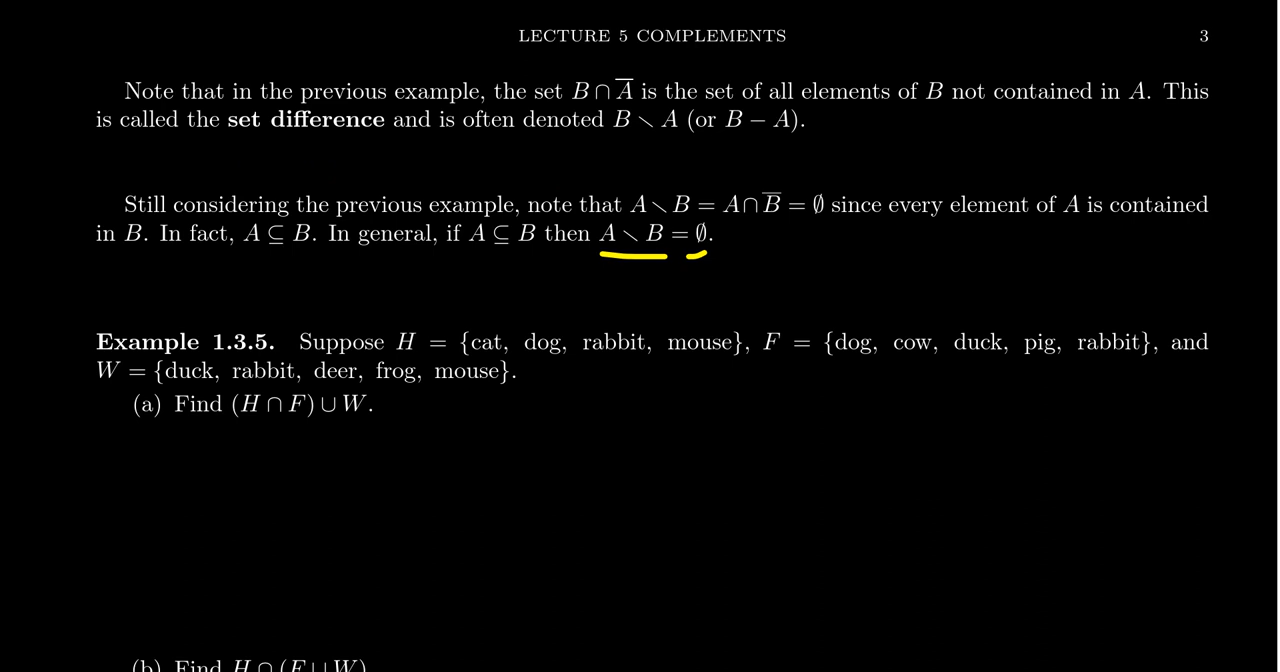 LECTURE 5 COMPLEMENTS 3
Note that in the previous example, the set B ∩ A̅ is the set of all elements of B not contained in A. This
is called the set difference and is often denoted B ∖ A (or B − A).
Still considering the previous example, note that A ∖ B = A ∩ B̅ = ∅ since every element of A is contained
in B. In fact, A ⊆ B. In general, if A ⊆ B then A ∖ B = ∅.
Example 1.3.5. Suppose H = {cat, dog, rabbit, mouse}, F = {dog, cow, duck, pig, rabbit}, and
W = {duck, rabbit, deer, frog, mouse}.
(a) Find (H ∩ F) ∪ W.
(b) Find H ∩ (F ∪ W)